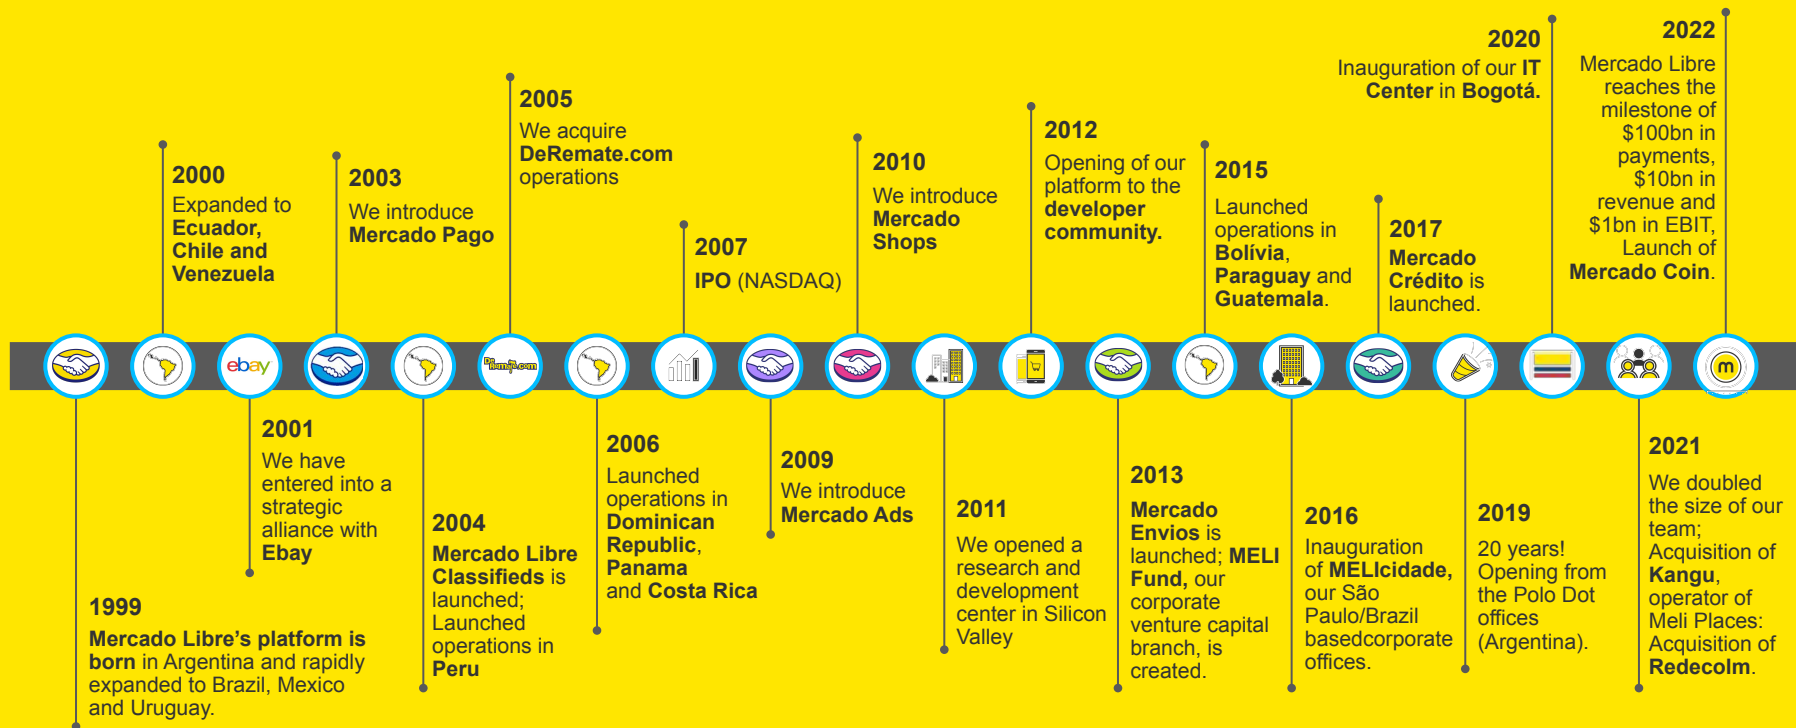 1999
Mercado Libre’s platform is
born in Argentina and rapidly
expanded to Brazil, Mexico
and Uruguay.
2000
Expanded to
Ecuador,
Chile and
Venezuela
ebay
2001
We have
entered into a
strategic
alliance with
Ebay
2003
We introduce
Mercado Pago
2004
Mercado Libre
Classifieds is
launched;
Launched
operations in
Peru
2005
We acquire
DeRemate.com
operations
DeRemate.com
2006
Launched
operations in
Dominican
Republic,
Panama
and Costa Rica
2007
IPO (NASDAQ)
2009
We introduce
Mercado Ads
2010
We introduce
Mercado
Shops
2011
We opened a
research and
development
center in Silicon
Valley
2012
Opening of our
platform to the
developer
community.
2013
Mercado
Envios is
launched; MELI
Fund, our
corporate
venture capital
branch, is
created.
2015
Launched
operations in
Bolívia,
Paraguay and
Guatemala.
2016
Inauguration
of MELIcidade,
our São
Paulo/Brazil
basedcorporate
offices.
2017
Mercado
Crédito is
launched.
2019
20 years!
Opening from
the Polo Dot
offices
(Argentina).
2020
Inauguration of our IT
Center in Bogotá.
2021
We doubled
the size of our
team;
Acquisition of
Kangu,
operator of
Meli Places:
Acquisition of
Redecolm.
2022
Mercado Libre
reaches the
milestone of
$100bn in
payments,
$10bn in
revenue and
$1bn in EBIT,
Launch of
Mercado Coin.
m